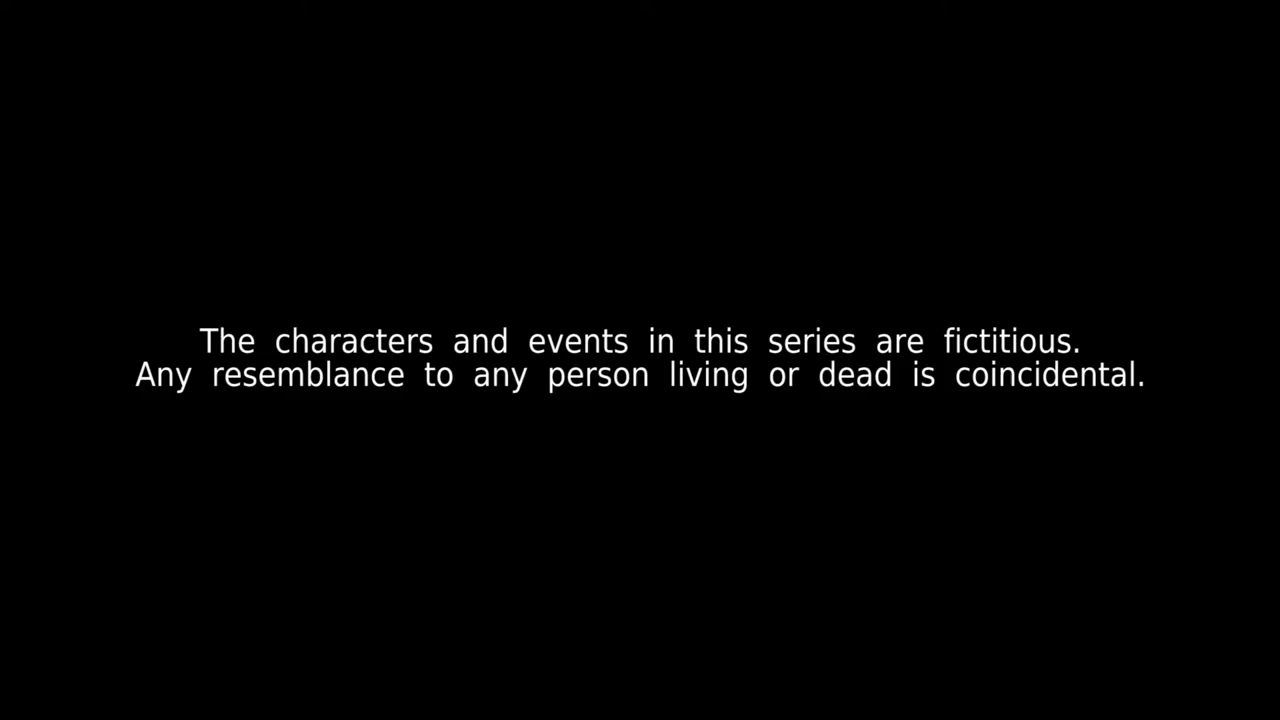 The characters and events in this series are fictitious.
Any resemblance to any person living or dead is coincidental.